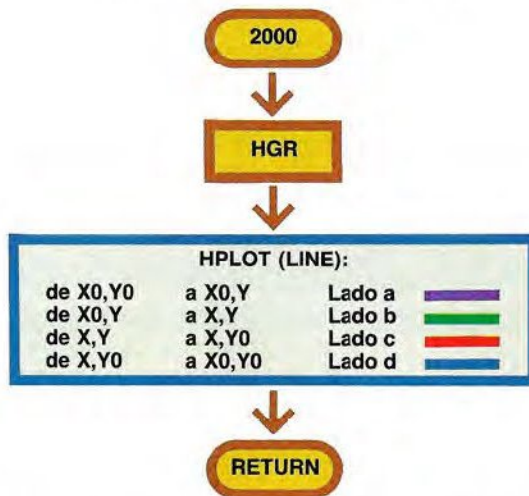 2000
HGR
HPLOT (LINE):
de X0,Y0 a X0,Y Lado a
de X0,Y a X,Y Lado b
de X,Y a X,Y0 Lado c
de X,Y0 a X0,Y0 Lado d
RETURN